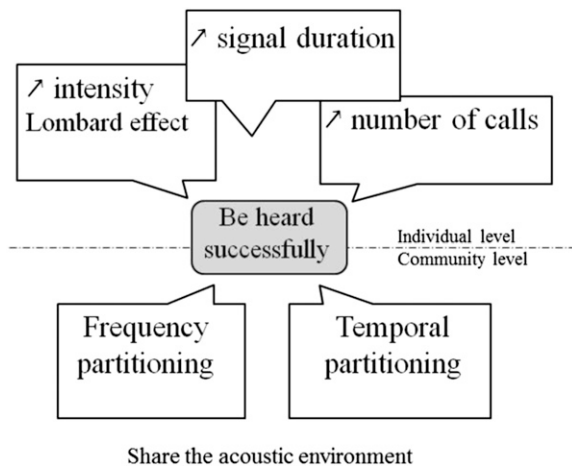 ↗ signal duration
↗ intensity
Lombard effect
↗ number of calls
Be heard
successfully
Individual level
Community level
Frequency
partitioning
Temporal
partitioning
Share the acoustic environment